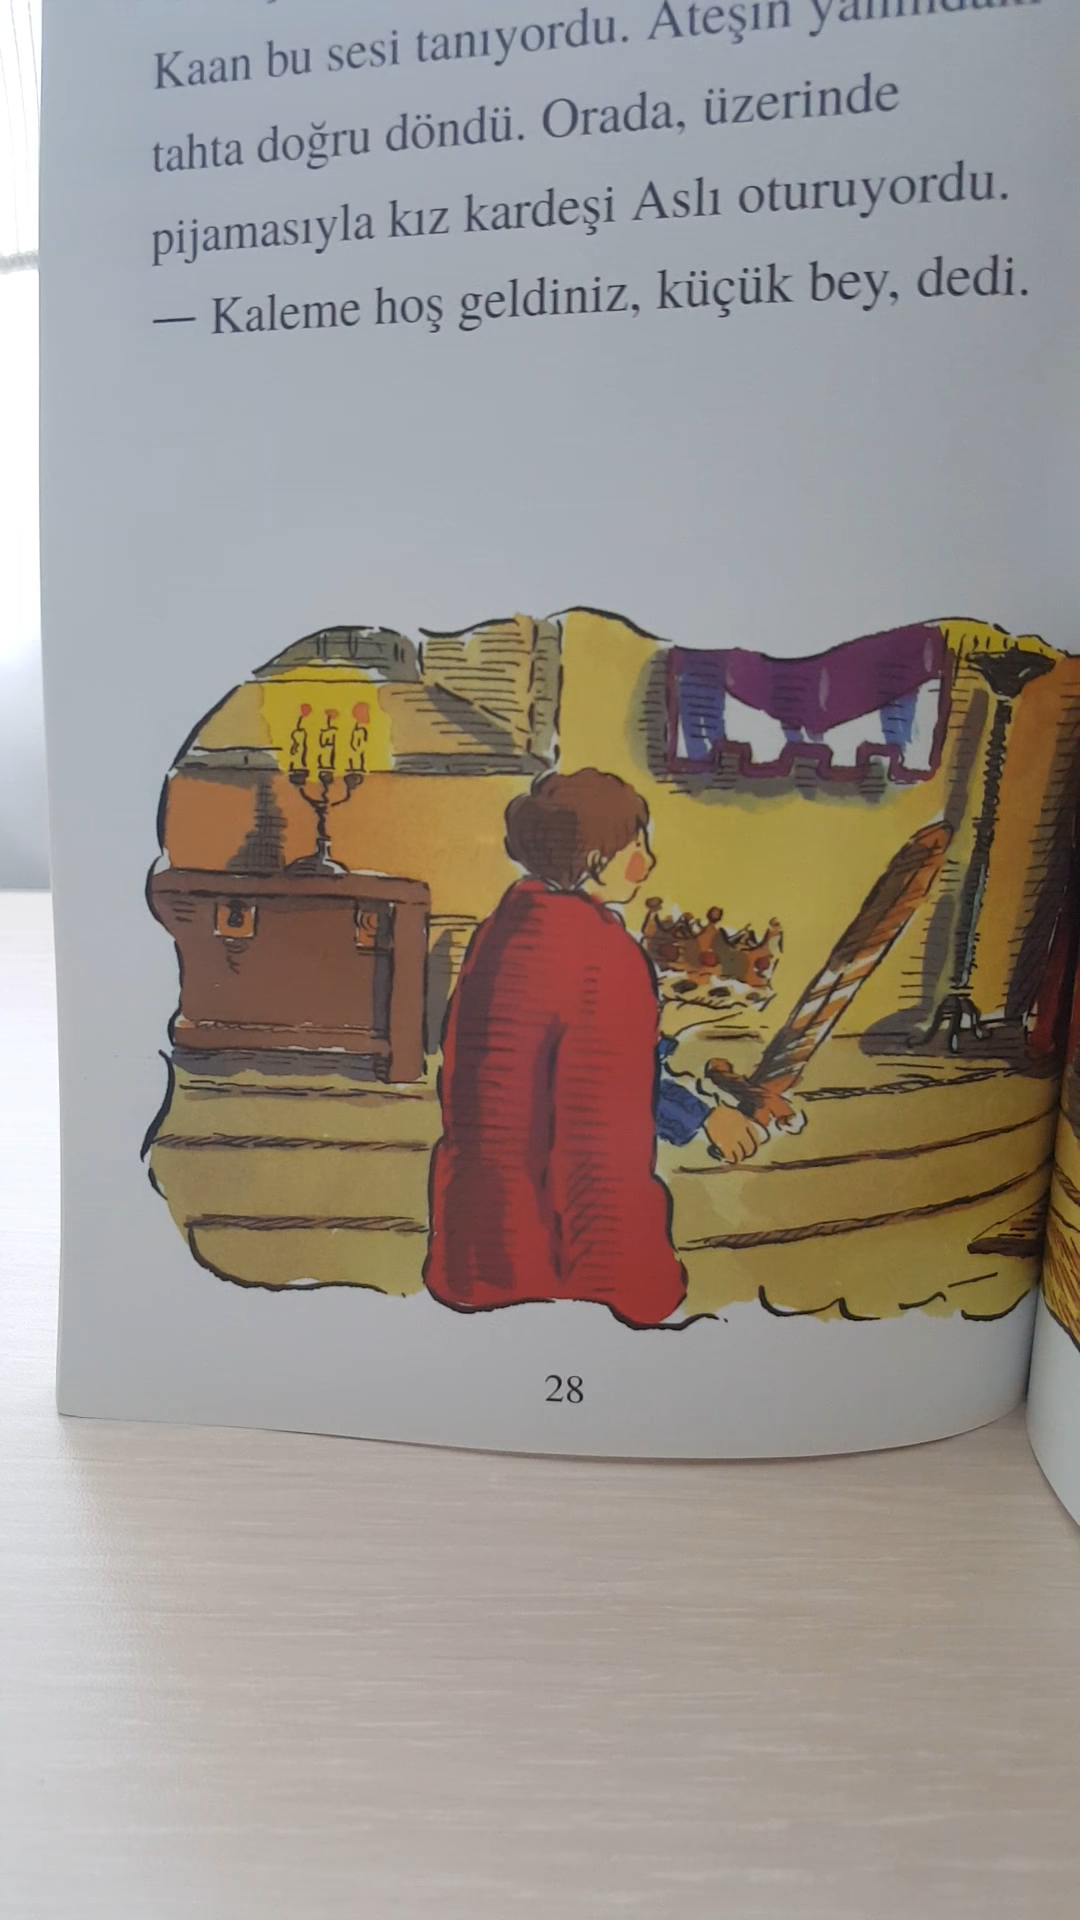 Kaan bu sesi tanıyordu. Ateşin yanındaki
tahta doğru döndü. Orada, üzerinde
pijamasıyla kız kardeşi Aslı oturuyordu.
— Kaleme hoş geldiniz, küçük bey, dedi.
28